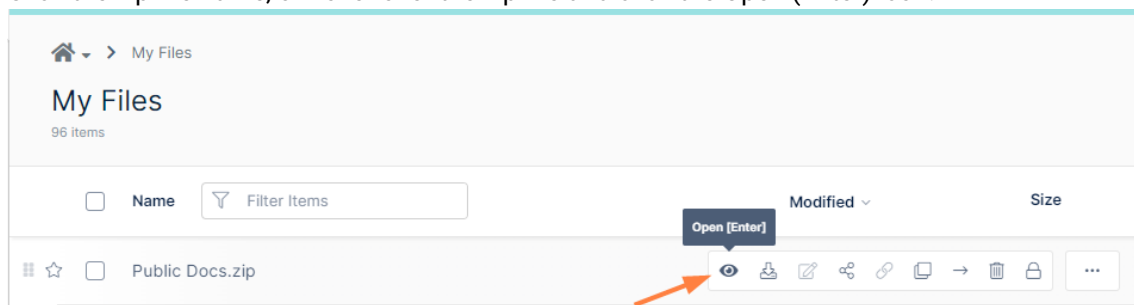 My Files
My Files
96 items
Name
Filter Items
Modified
Size
Open [Enter]
Public Docs.zip